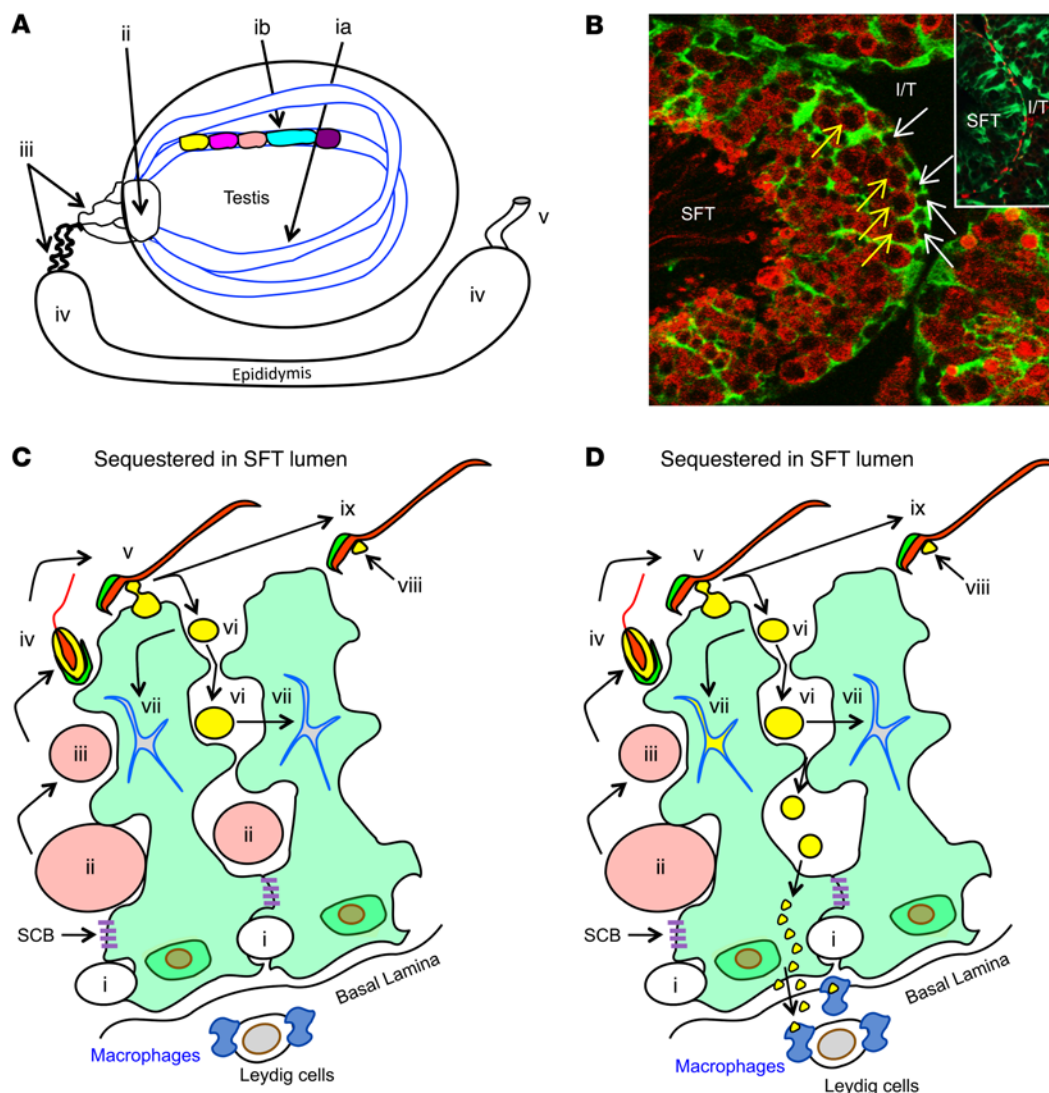 A
ii
ib
ia
iii
Testis
v
iv
iv
Epididymis
B
I/T
SFT
SFT
I/T
C
Sequestered in SFT lumen
ix
v
viii
iv
vi
vii
vi
vii
iii
ii
ii
SCB
i
i
Basal Lamina
Macrophages
Leydig cells
D
Sequestered in SFT lumen
ix
v
viii
iv
vi
vii
vi
vii
iii
ii
SCB
i
i
Basal Lamina
Macrophages
Leydig cells